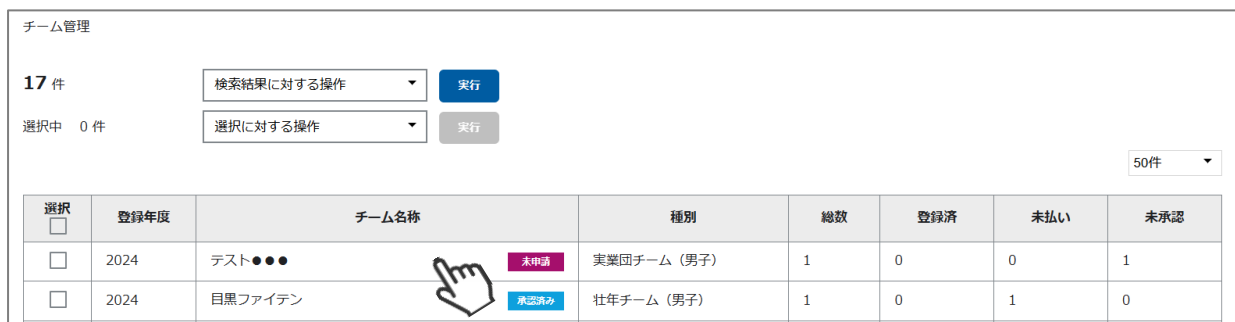 チーム管理
17 件 検索結果に対する操作 実行
選択中 0 件 選択に対する操作 実行
50件
選択 登録年度 チーム名称 種別 総数 登録済 未払い 未承認
2024 テスト●●● 未申請 実業団チーム（男子） 1 0 0 1
2024 目黒ファイテン 承認済み 壮年チーム（男子） 1 0 1 0